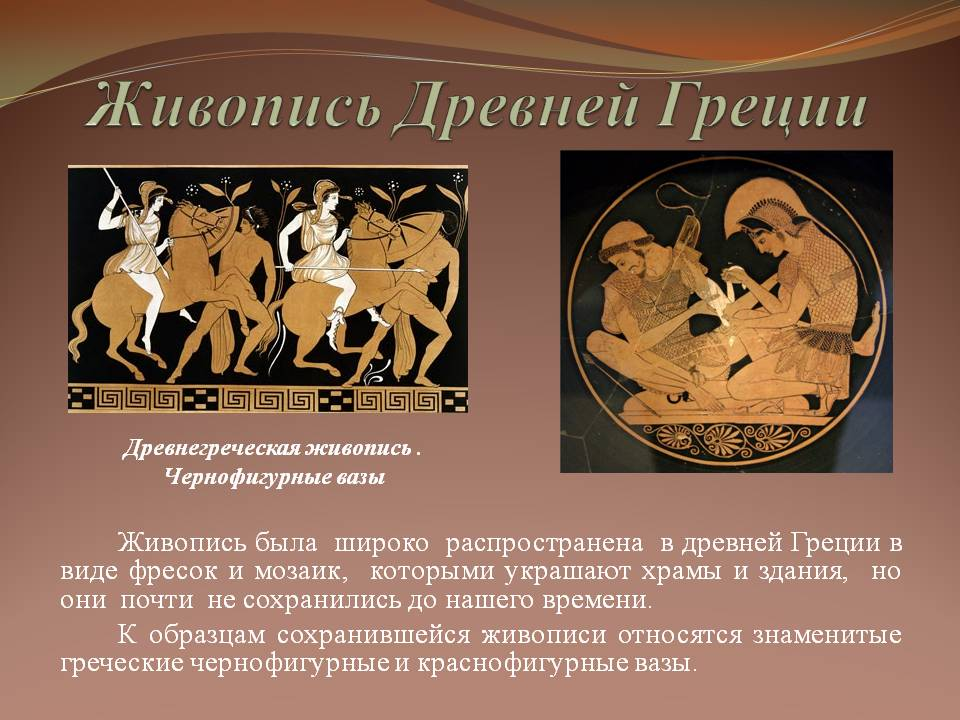 Живопись Древней Греции
Древнегреческая живопись .
Чернофигурные вазы
Живопись была широко распространена в древней Греции в
виде фресок и мозаик, которыми украшают храмы и здания, но
они почти не сохранились до нашего времени.
К образцам сохранившейся живописи относятся знаменитые
греческие чернофигурные и краснофигурные вазы.